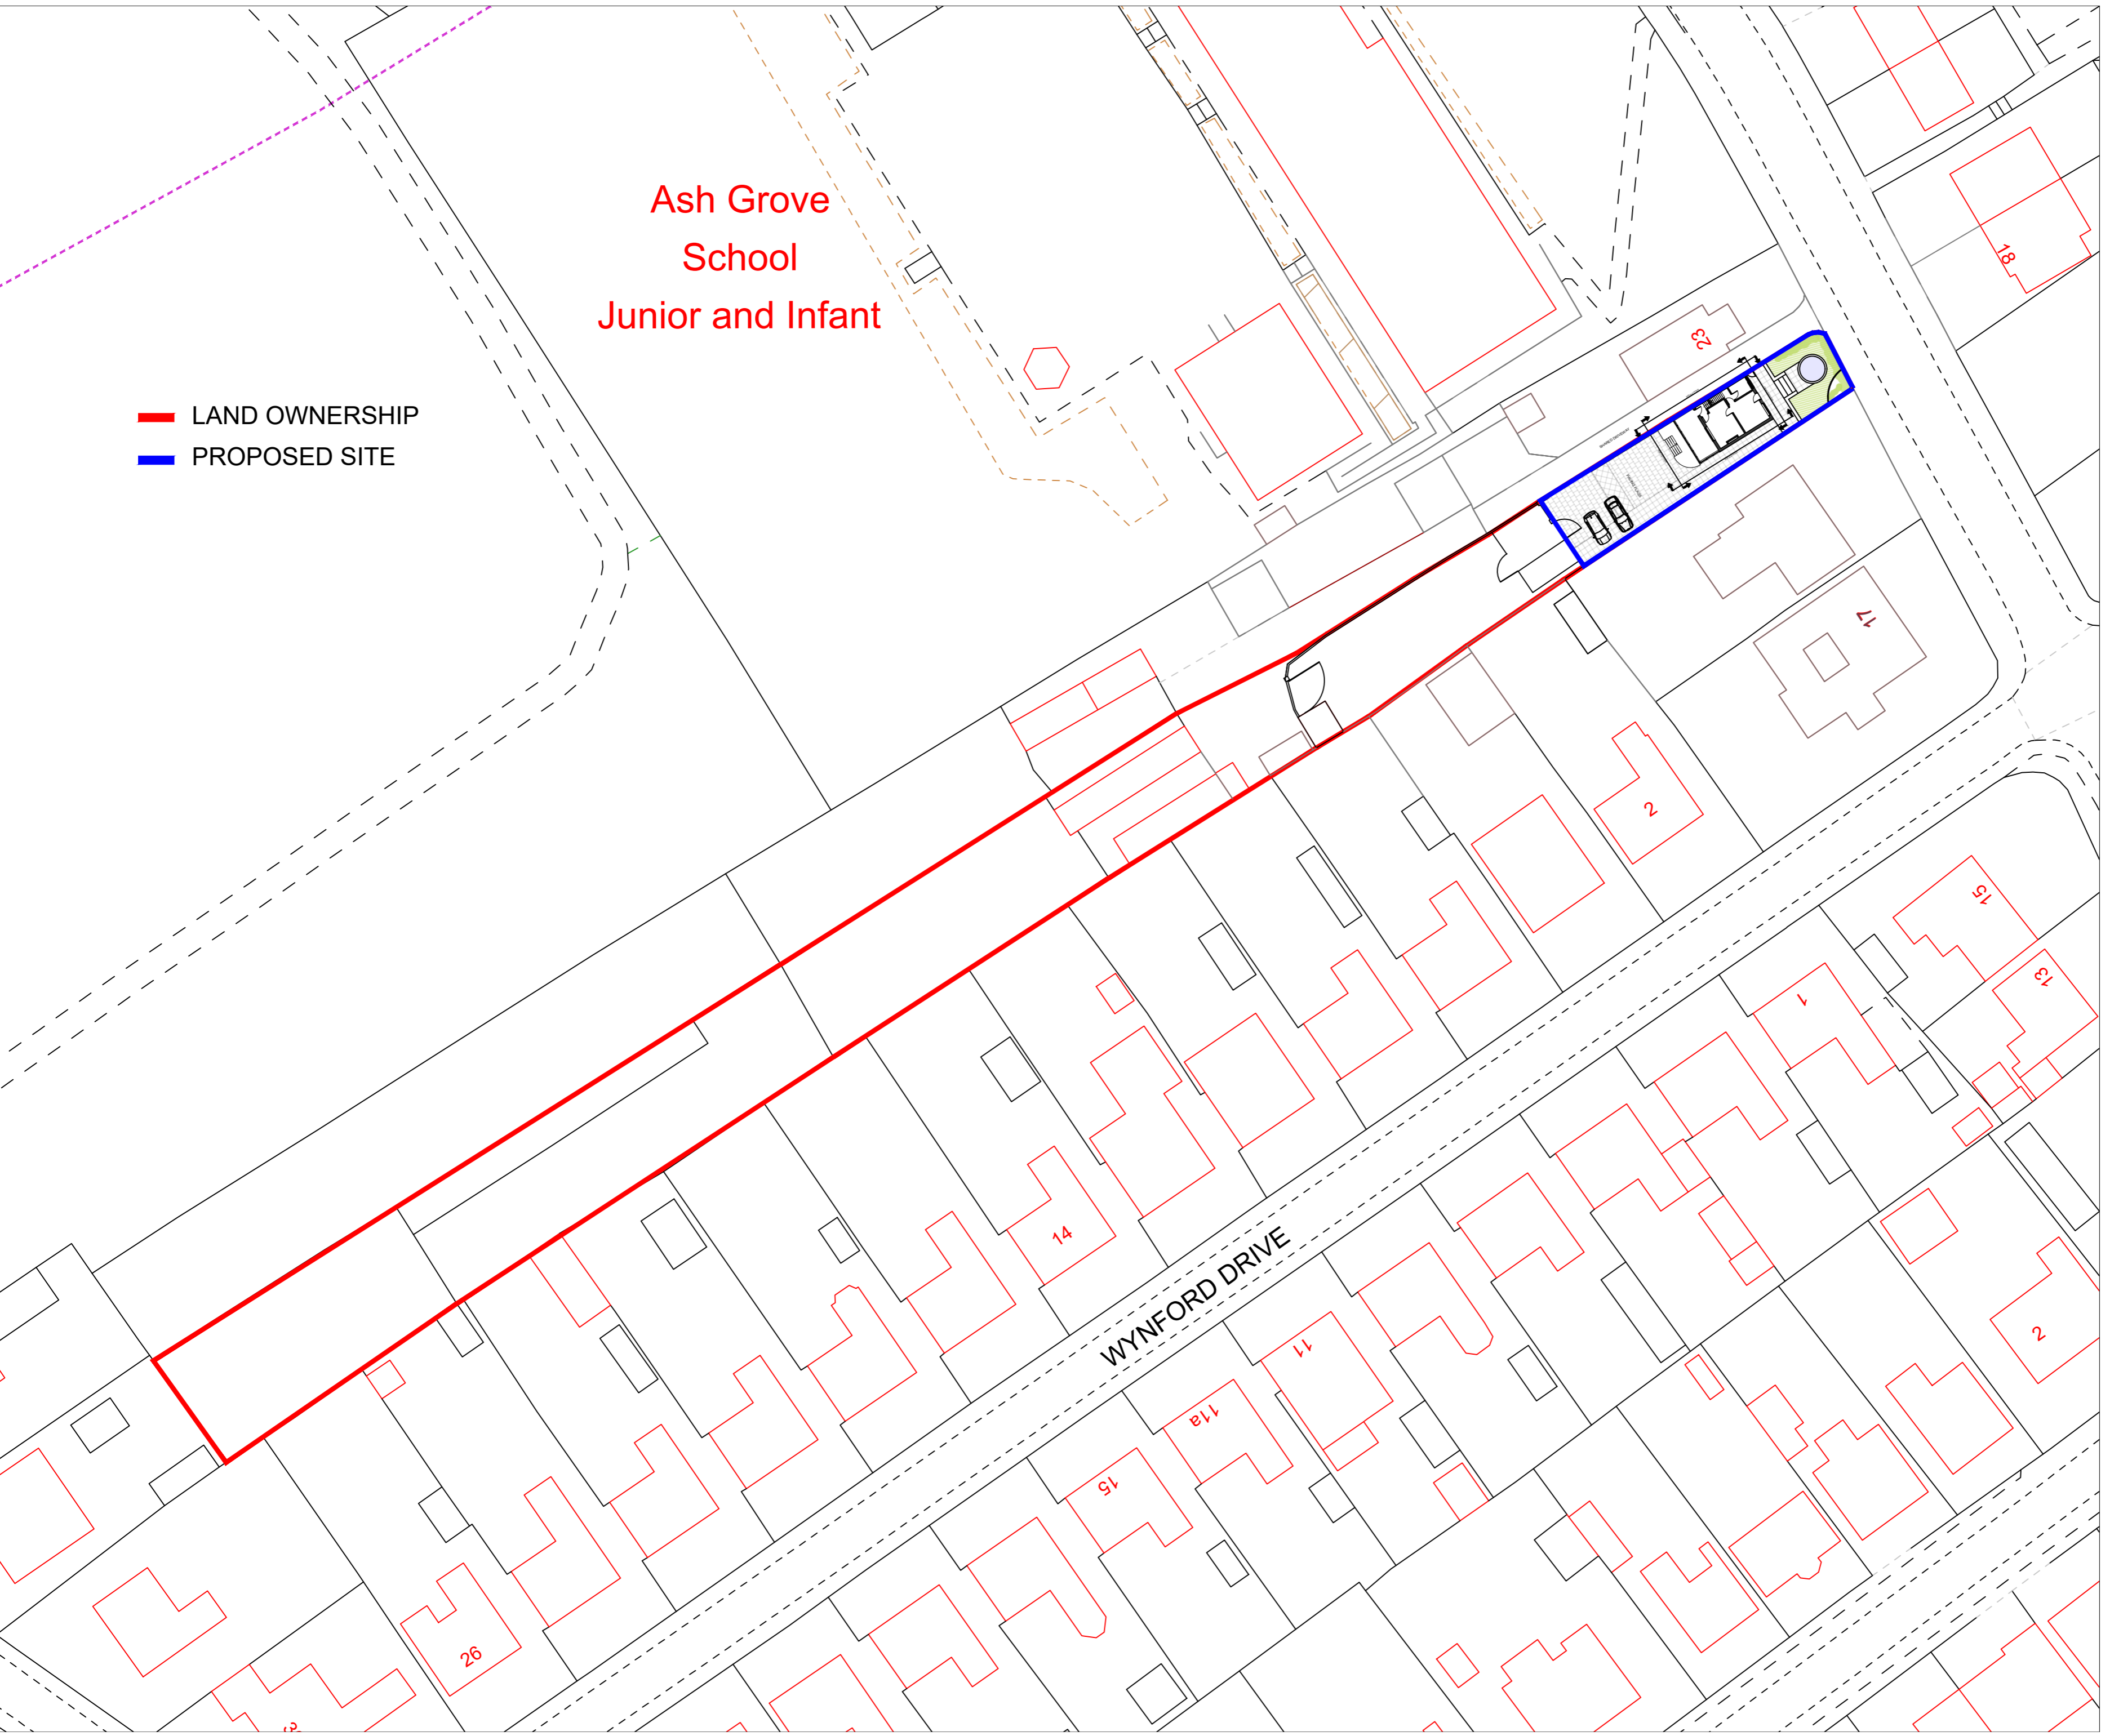 Ash Grove
School
Junior and Infant
LAND OWNERSHIP
PROPOSED SITE
18
23
17
2
15
13
1
14
WYNFORD DRIVE
11
11a
15
2
26
3